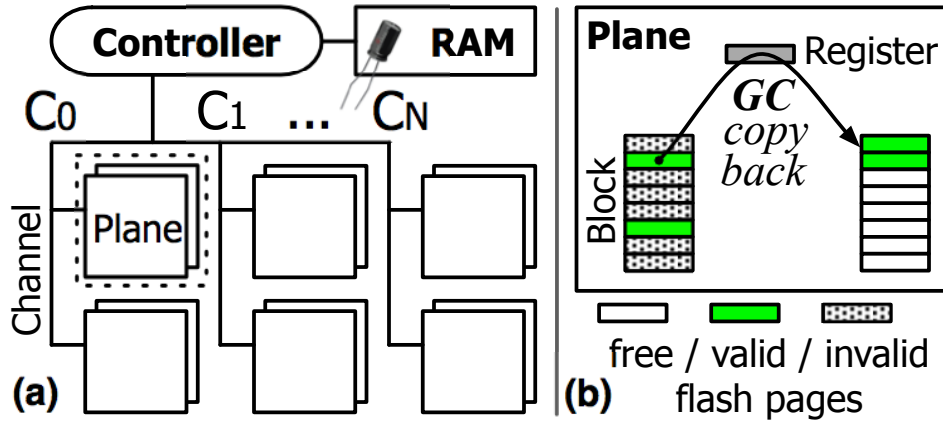 Controller
RAM
C0
C1
...
CN
Channel
Plane
(a)
Plane
Register
GC
copy
back
Block
free / valid / invalid
flash pages
(b)